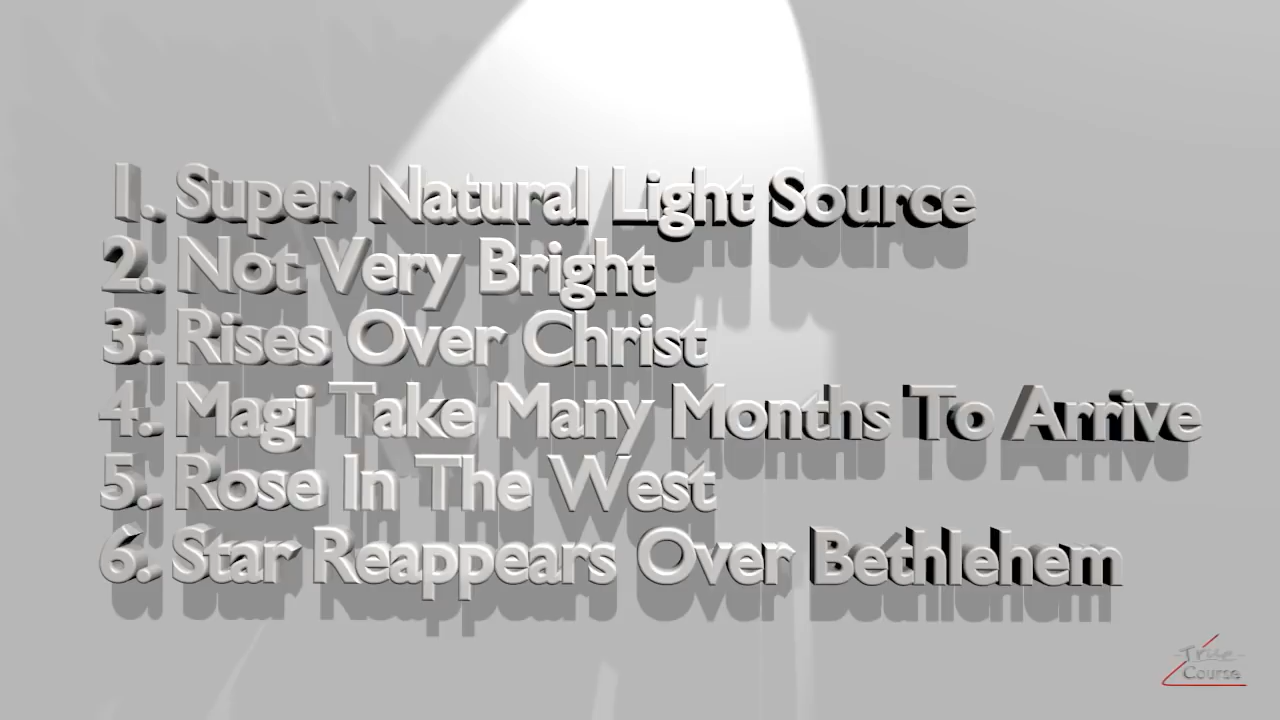 1. Super Natural Light Source
2. Not Very Bright
3. Rises Over Christ
4. Magi Take Many Months To Arrive
5. Rose In The West
6. Star Reappears Over Bethlehem
-True-
Course